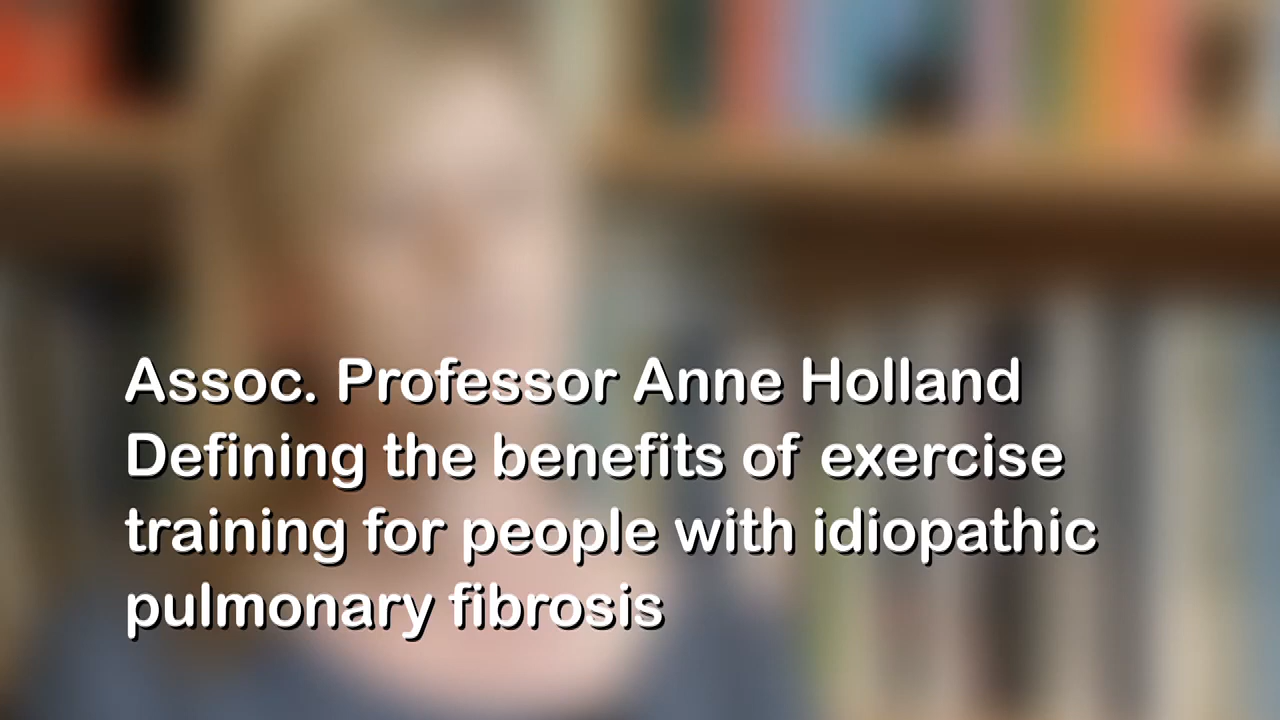 Assoc. Professor Anne Holland
Defining the benefits of exercise
training for people with idiopathic
pulmonary fibrosis